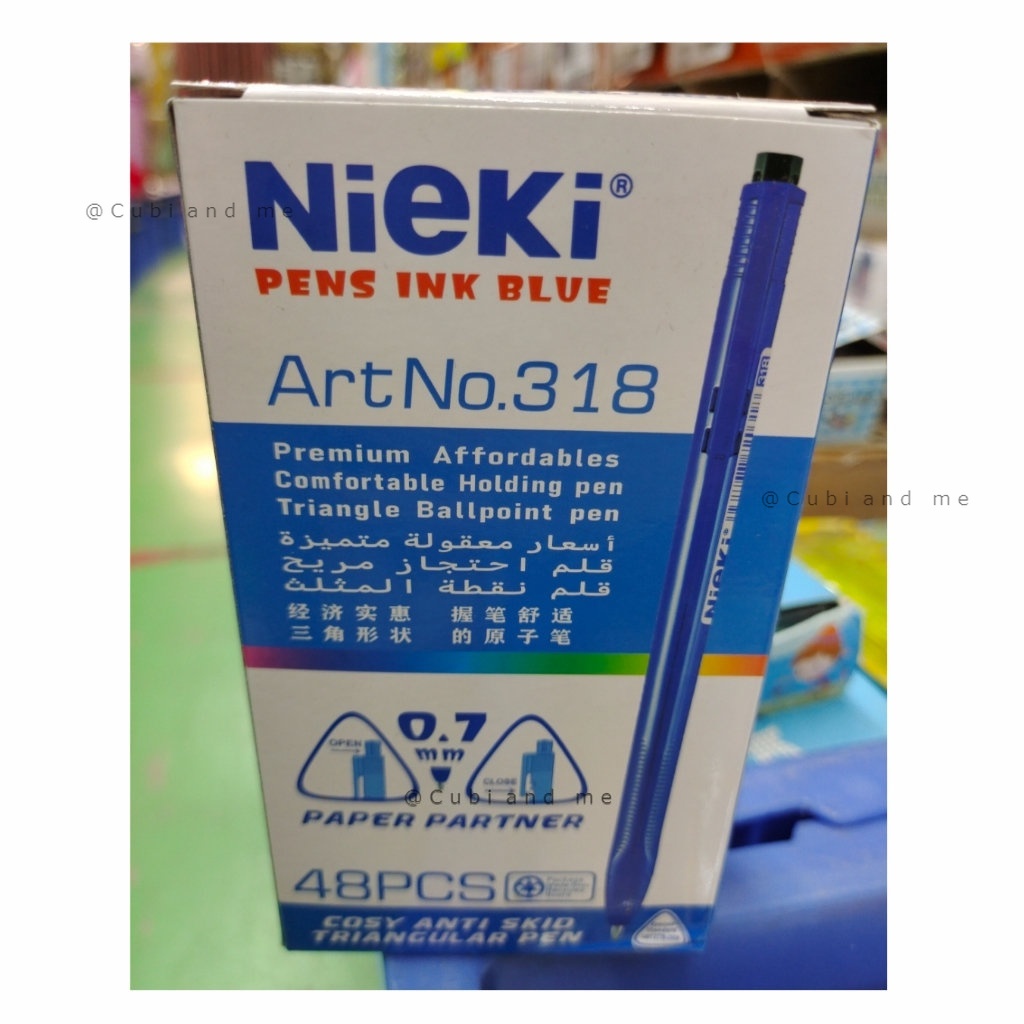 NieKi®
@Cubi and me
PENS INK BLUE
ArtNo.318
318
Premium Affordables
Comfortable Holding pen
Triangle Ballpoint pen
@Cubi and me
أسعار معقولة متميزة
قلم احتجاز مريح
قلم نقطة المثلث
NieKi
经济实惠 握笔舒适
三角形状 的原子笔
0.7
mm
OPEN
CLOSE
@Cubi and me
PAPER PARTNER
48PCS
COSY ANTI SKID
TRIANGULAR PEN